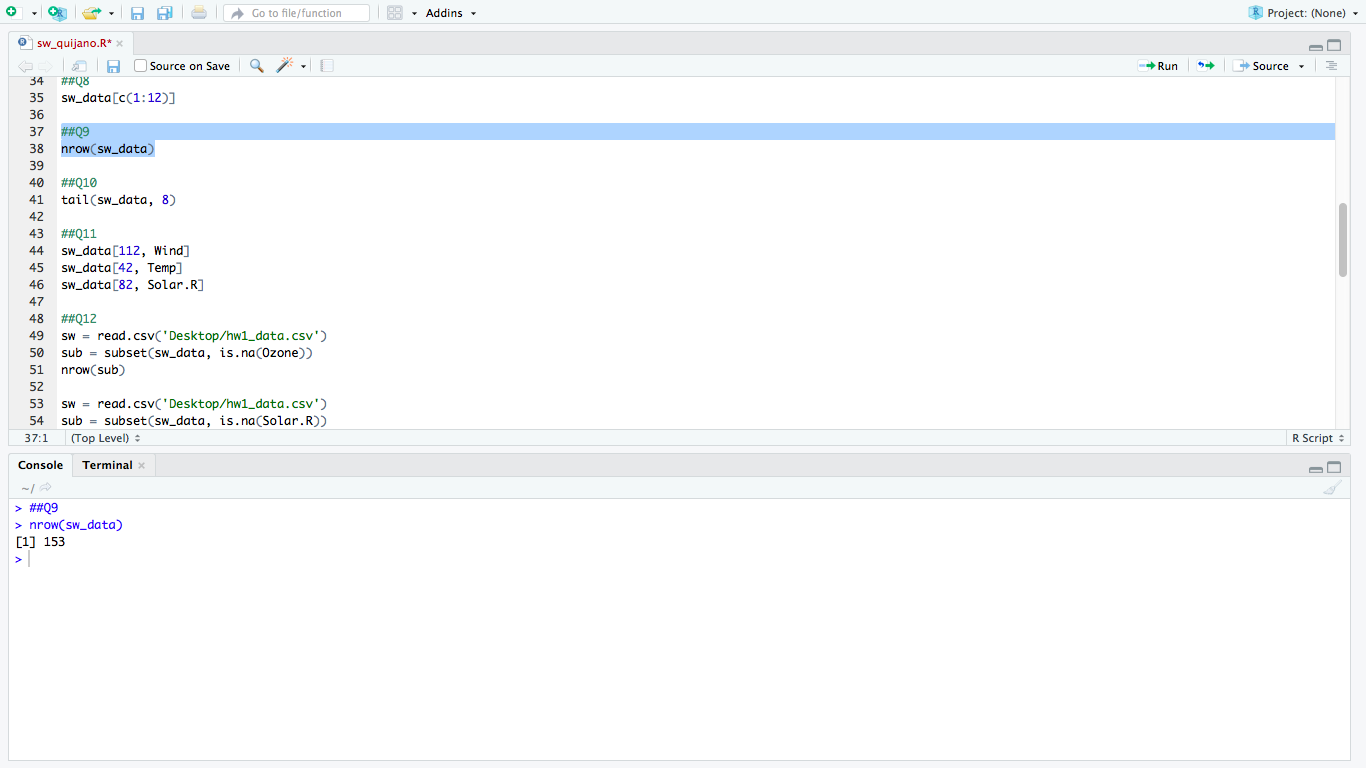 Go to file/function
Addins
Project: (None)
sw_quijano.R*
Source on Save
Run
Source
34 ##Q8
35 sw_data[c(1:12)]
36
37 ##Q9
38 nrow(sw_data)
39
40 ##Q10
41 tail(sw_data, 8)
42
43 ##Q11
44 sw_data[112, Wind]
45 sw_data[42, Temp]
46 sw_data[82, Solar.R]
47
48 ##Q12
49 sw = read.csv('Desktop/hw1_data.csv')
50 sub = subset(sw_data, is.na(Ozone))
51 nrow(sub)
52
53 sw = read.csv('Desktop/hw1_data.csv')
54 sub = subset(sw_data, is.na(Solar.R))
37:1 (Top Level) R Script
Console Terminal
~/
> ##Q9
> nrow(sw_data)
[1] 153
>